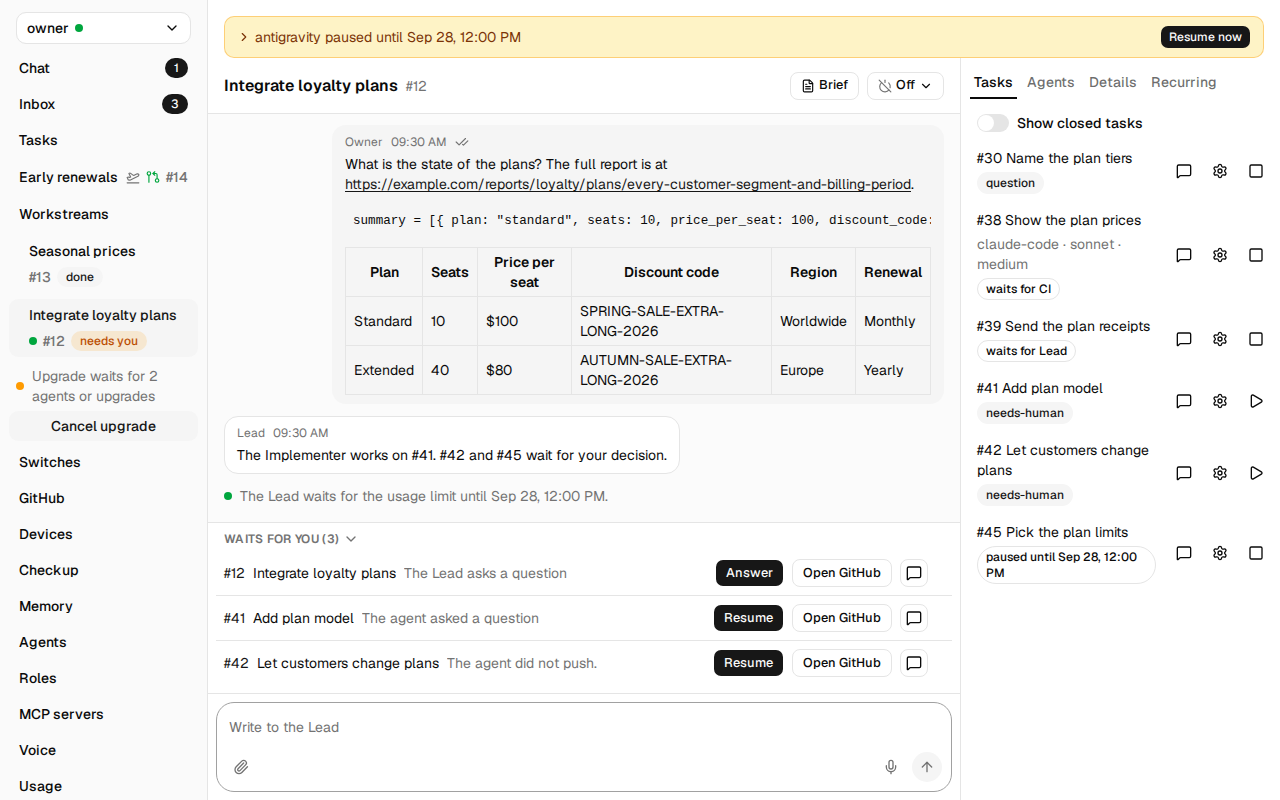 owner
Chat 1
Inbox 3
Tasks
Early renewals #14
Workstreams
Seasonal prices
#13 done
Integrate loyalty plans
#12 needs you
Upgrade waits for 2
agents or upgrades
Cancel upgrade
Switches
GitHub
Devices
Checkup
Memory
Agents
Roles
MCP servers
Voice
Usage
antigravity paused until Sep 28, 12:00 PM
Resume now
Integrate loyalty plans #12
Brief
Off
Owner 09:30 AM
What is the state of the plans? The full report is at
https://example.com/reports/loyalty/plans/every-customer-segment-and-billing-period.
summary = [{ plan: "standard", seats: 10, price_per_seat: 100, discount_code:
Plan Seats Price per seat Discount code Region Renewal
Standard 10 $100 SPRING-SALE-EXTRA-LONG-2026 Worldwide Monthly
Extended 40 $80 AUTUMN-SALE-EXTRA-LONG-2026 Europe Yearly
Lead 09:30 AM
The Implementer works on #41. #42 and #45 wait for your decision.
The Lead waits for the usage limit until Sep 28, 12:00 PM.
WAITS FOR YOU (3)
#12 Integrate loyalty plans The Lead asks a question Answer Open GitHub
#41 Add plan model The agent asked a question Resume Open GitHub
#42 Let customers change plans The agent did not push. Resume Open GitHub
Write to the Lead
Tasks Agents Details Recurring
Show closed tasks
#30 Name the plan tiers
question
#38 Show the plan prices
claude-code · sonnet ·
medium
waits for CI
#39 Send the plan receipts
waits for Lead
#41 Add plan model
needs-human
#42 Let customers change
plans
needs-human
#45 Pick the plan limits
paused until Sep 28, 12:00
PM